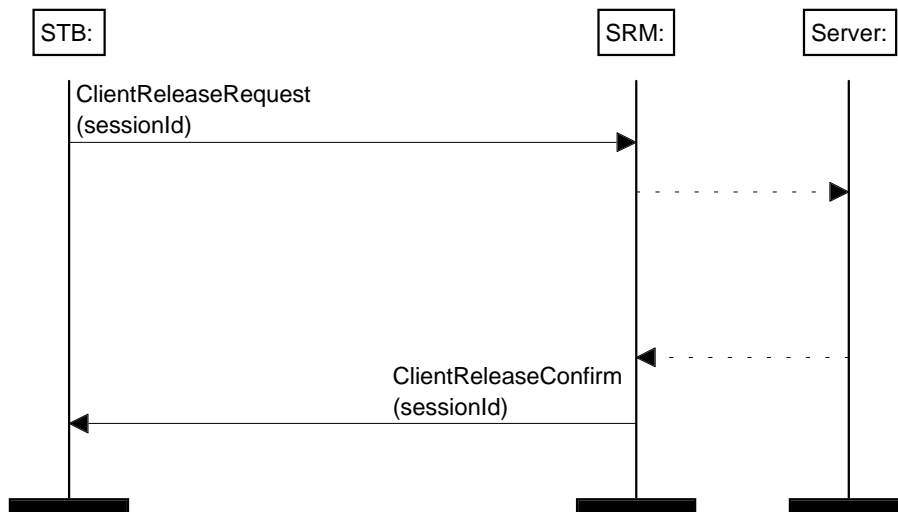 STB:
SRM:
Server:
ClientReleaseRequest
(sessionId)
ClientReleaseConfirm
(sessionId)